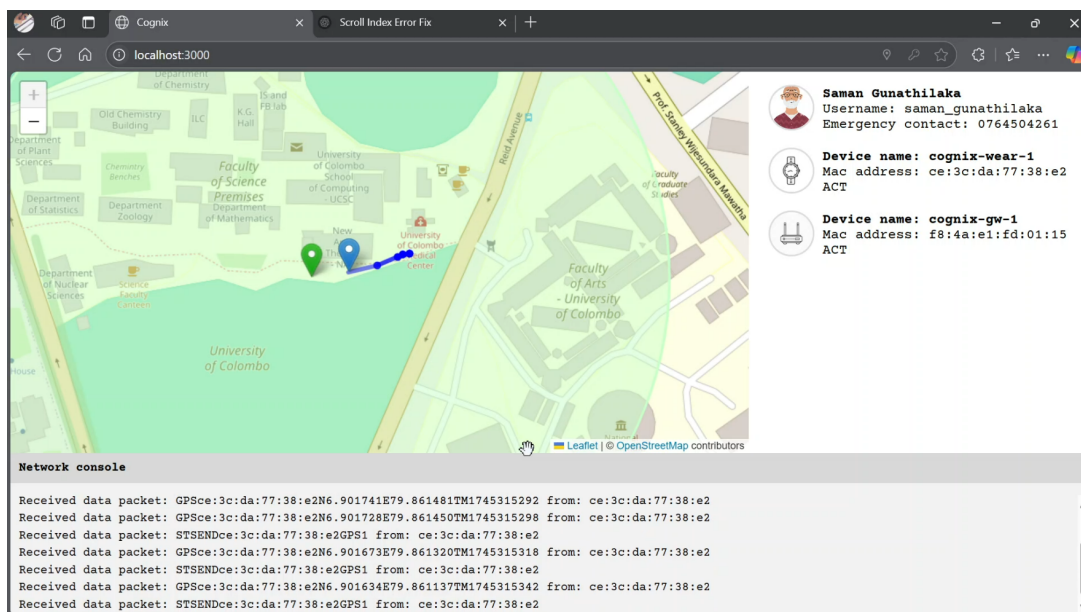 Cognix
Scroll Index Error Fix
localhost:3000
+
−
Department
of Chemistry
Old Chemistry
Building
ILC
K.G.
Hall
IS and
FB lab
Department
of Plant
Sciences
Chemistry
Benches
Faculty
of Science
Premises
University
of Colombo
School
of Computing
- UCSC
Department
of Statistics
Department
Zoology
Department
of Mathematics
New
University
of Colombo
Medical
Center
Department
of Nuclear
Sciences
Science
Faculty
Canteen
University
of Colombo
House
Reid Avenue
Prof. Stanley Wijesundara Mawatha
Faculty
of Graduate
Studies
Faculty
of Arts
- University
of Colombo
National
Leaflet | © OpenStreetMap contributors
Saman Gunathilaka
Username: saman_gunathilaka
Emergency contact: 0764504261
Device name: cognix-wear-1
Mac address: ce:3c:da:77:38:e2
ACT
Device name: cognix-gw-1
Mac address: f8:4a:e1:fd:01:15
ACT
Network console
Received data packet: GPSce:3c:da:77:38:e2N6.901741E79.861481TM1745315292 from: ce:3c:da:77:38:e2
Received data packet: GPSce:3c:da:77:38:e2N6.901728E79.861450TM1745315298 from: ce:3c:da:77:38:e2
Received data packet: STSENDce:3c:da:77:38:e2GPS1 from: ce:3c:da:77:38:e2
Received data packet: GPSce:3c:da:77:38:e2N6.901673E79.861320TM1745315318 from: ce:3c:da:77:38:e2
Received data packet: STSENDce:3c:da:77:38:e2GPS1 from: ce:3c:da:77:38:e2
Received data packet: GPSce:3c:da:77:38:e2N6.901634E79.861137TM1745315342 from: ce:3c:da:77:38:e2
Received data packet: STSENDce:3c:da:77:38:e2GPS1 from: ce:3c:da:77:38:e2